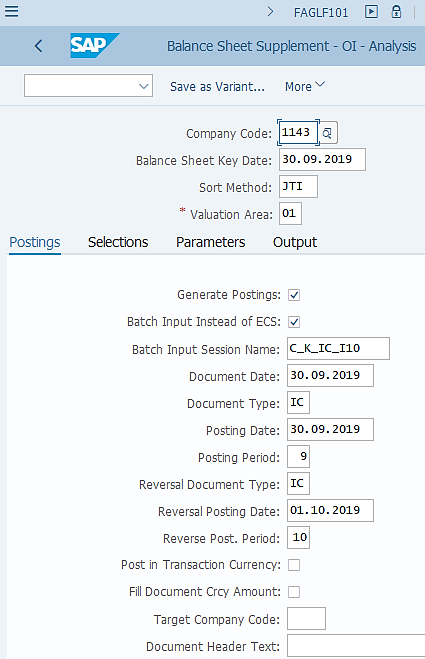 FAGLF101
SAP Balance Sheet Supplement - OI - Analysis
Save as Variant... More
Company Code: 1143
Balance Sheet Key Date: 30.09.2019
Sort Method: JTI
* Valuation Area: 01
Postings Selections Parameters Output
Generate Postings:
Batch Input Instead of ECS:
Batch Input Session Name: C_K_IC_I10
Document Date: 30.09.2019
Document Type: IC
Posting Date: 30.09.2019
Posting Period: 9
Reversal Document Type: IC
Reversal Posting Date: 01.10.2019
Reverse Post. Period: 10
Post in Transaction Currency:
Fill Document Crcy Amount:
Target Company Code:
Document Header Text: